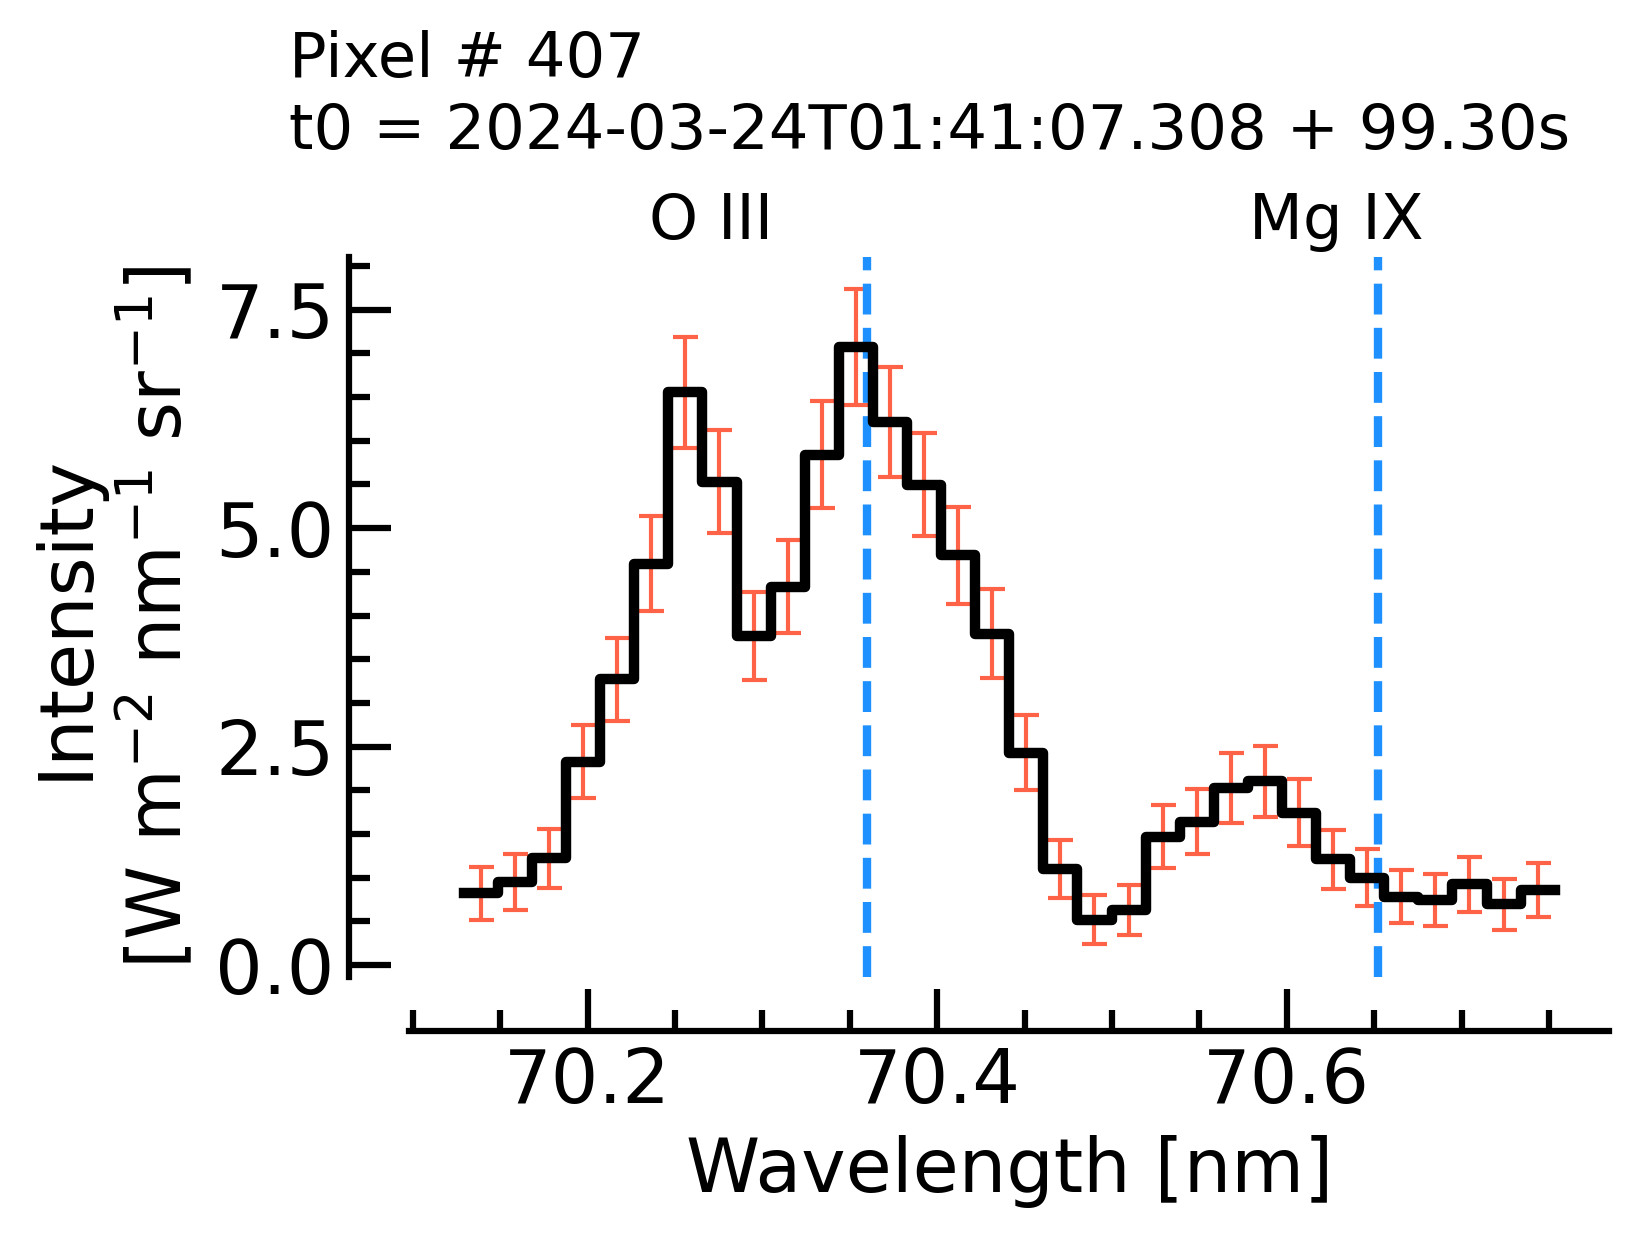 Pixel # 407
t0 = 2024-03-24T01:41:07.308 + 99.30s
O III
Mg IX
Intensity
[W m⁻² nm⁻¹ sr⁻¹]
7.5
5.0
2.5
0.0
70.2
70.4
70.6
Wavelength [nm]